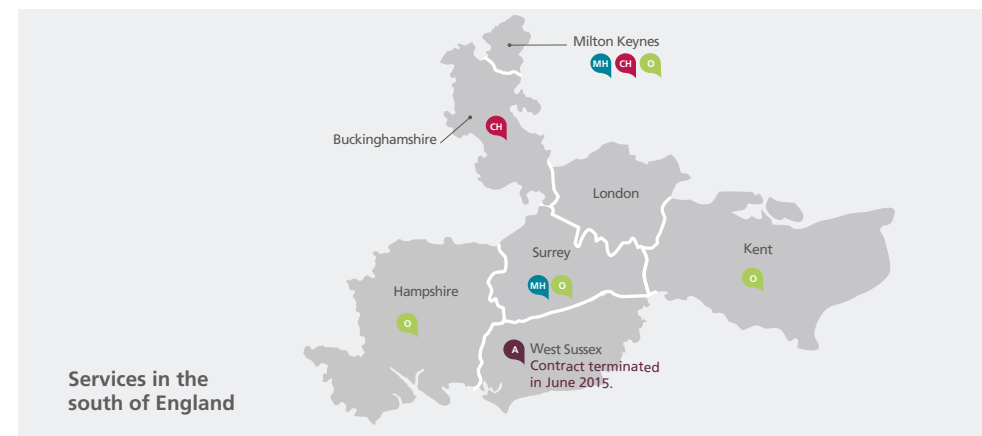 Milton Keynes
MH CH O
Buckinghamshire
CH
London
Kent
O
Surrey
MH O
Hampshire
O
A West Sussex
Contract terminated
in June 2015.
Services in the
south of England